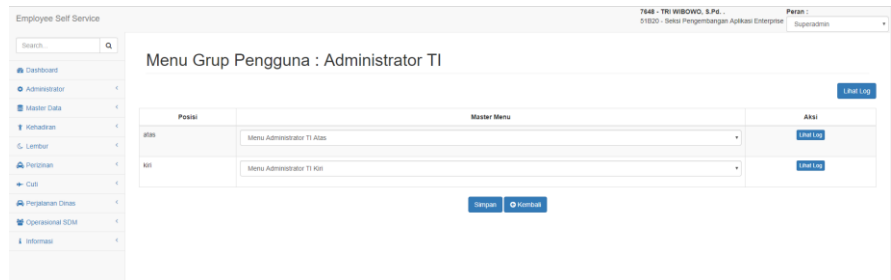 Employee Self Service
7648 - TRI WIBOWO, S.Pd. .
51B20 - Seksi Pengembangan Aplikasi Enterprise
Peran :
Superadmin
Search...
Dashboard
Administrator
Master Data
Kehadiran
Lembur
Perizinan
Cuti
Perjalanan Dinas
Operasional SDM
Informasi
Menu Grup Pengguna : Administrator TI
Lihat Log
Posisi Master Menu Aksi
atas Menu Administrator TI Atas Lihat Log
kiri Menu Administrator TI Kiri Lihat Log
Simpan Kembali